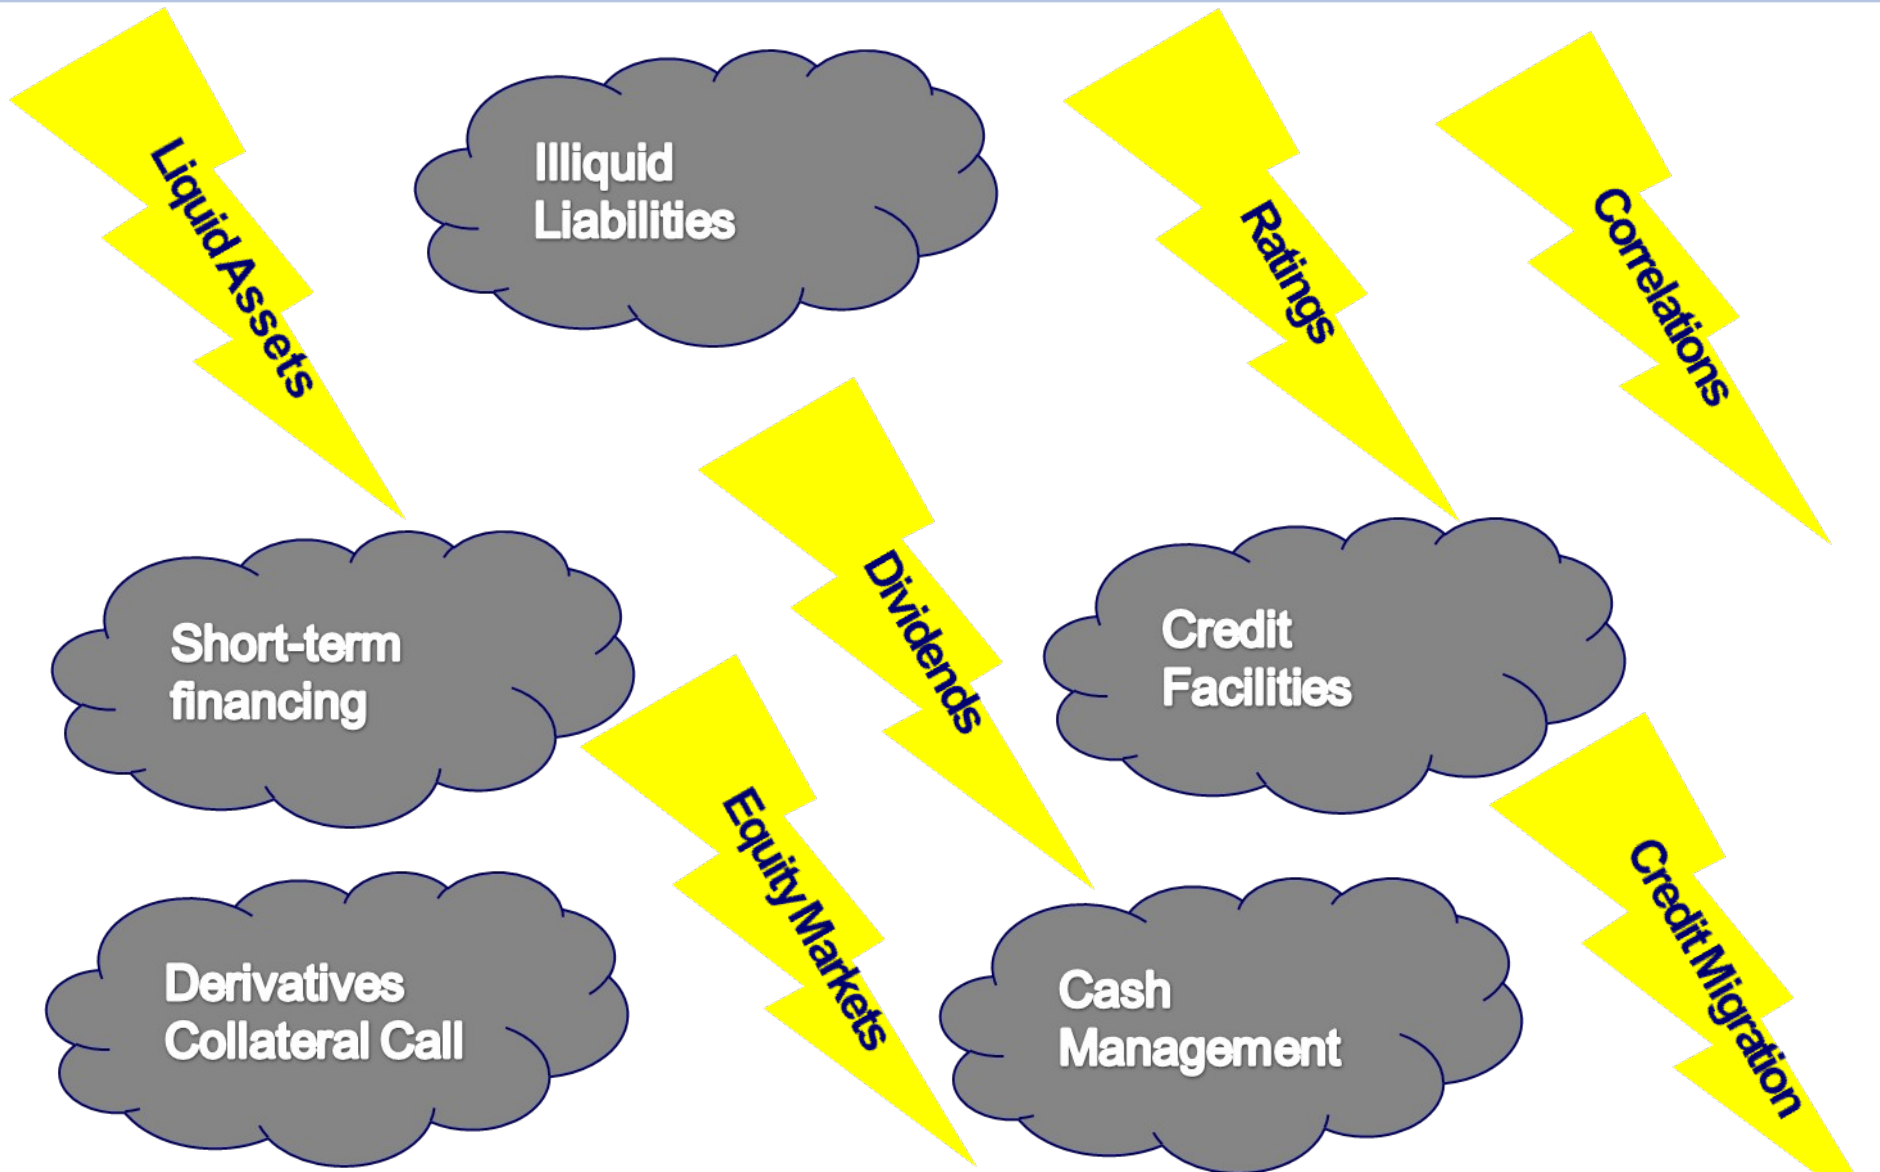 Liquid Assets
Illiquid
Liabilities
Ratings
Correlations
Short-term
financing
Dividends
Credit
Facilities
Equity Markets
Credit Migration
Derivatives
Collateral Call
Cash
Management